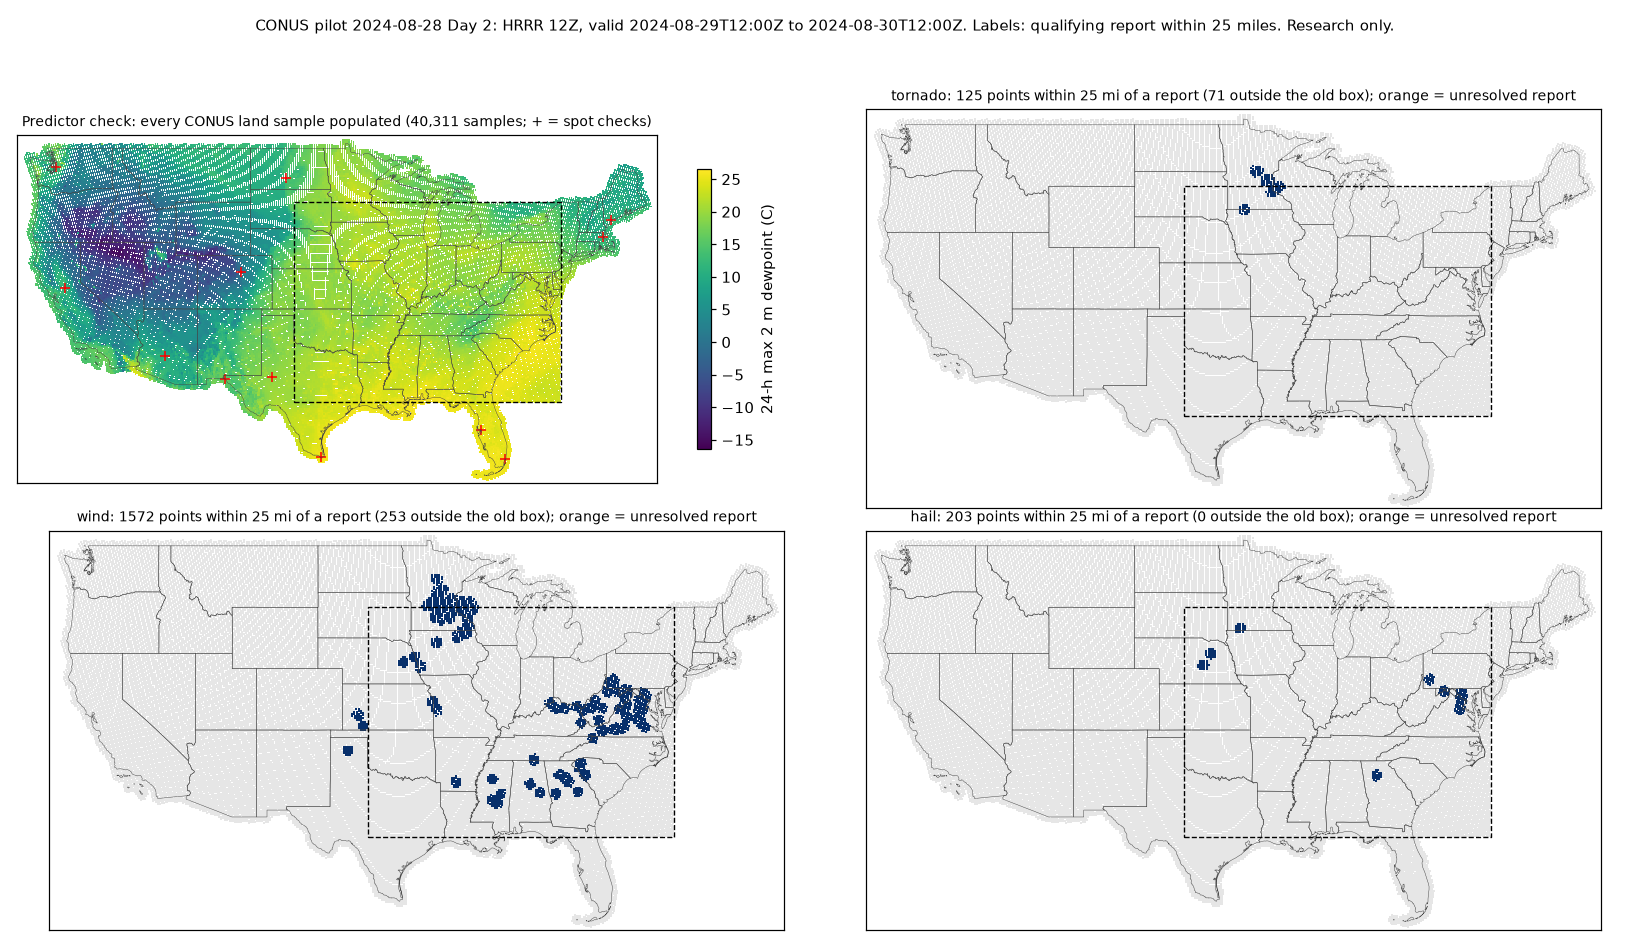 CONUS pilot 2024-08-28 Day 2: HRRR 12Z, valid 2024-08-29T12:00Z to 2024-08-30T12:00Z. Labels: qualifying report within 25 miles. Research only.
Predictor check: every CONUS land sample populated (40,311 samples; + = spot checks)
25
20
15
10
5
0
−5
−10
−15
24-h max 2 m dewpoint (C)
tornado: 125 points within 25 mi of a report (71 outside the old box); orange = unresolved report
wind: 1572 points within 25 mi of a report (253 outside the old box); orange = unresolved report
hail: 203 points within 25 mi of a report (0 outside the old box); orange = unresolved report